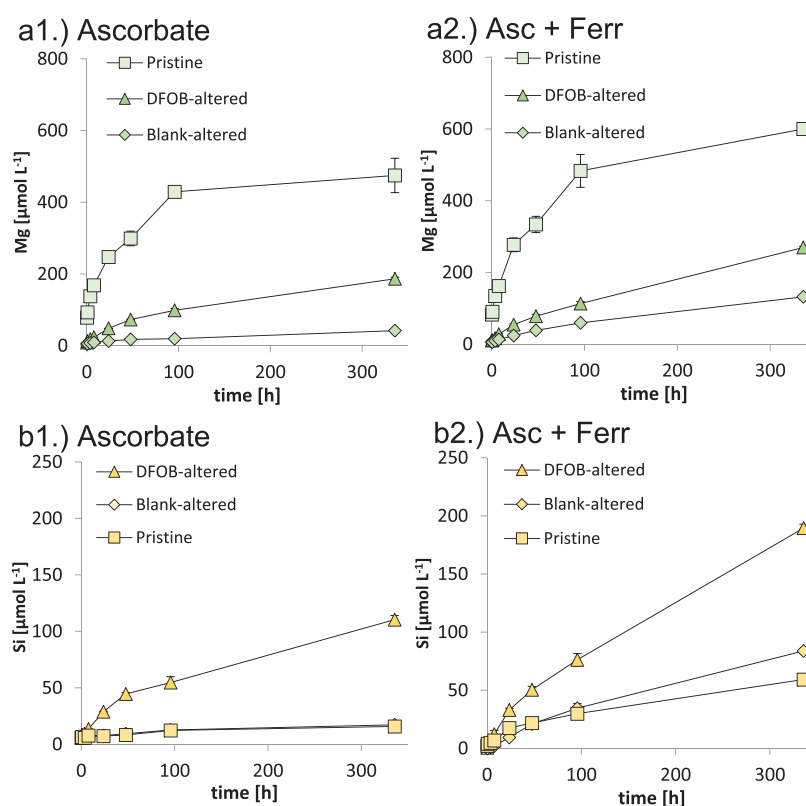 a1.) Ascorbate
800
600
400
200
0
Mg [µmol L-1]
Pristine
DFOB-altered
Blank-altered
0 100 200 300
time [h]
a2.) Asc + Ferr
800
600
400
200
0
Mg [µmol L-1]
Pristine
DFOB-altered
Blank-altered
0 100 200 300
time [h]
b1.) Ascorbate
250
200
150
100
50
0
Si [µmol L-1]
DFOB-altered
Blank-altered
Pristine
0 100 200 300
time [h]
b2.) Asc + Ferr
250
200
150
100
50
0
Si [µmol L-1]
DFOB-altered
Blank-altered
Pristine
0 100 200 300
time [h]